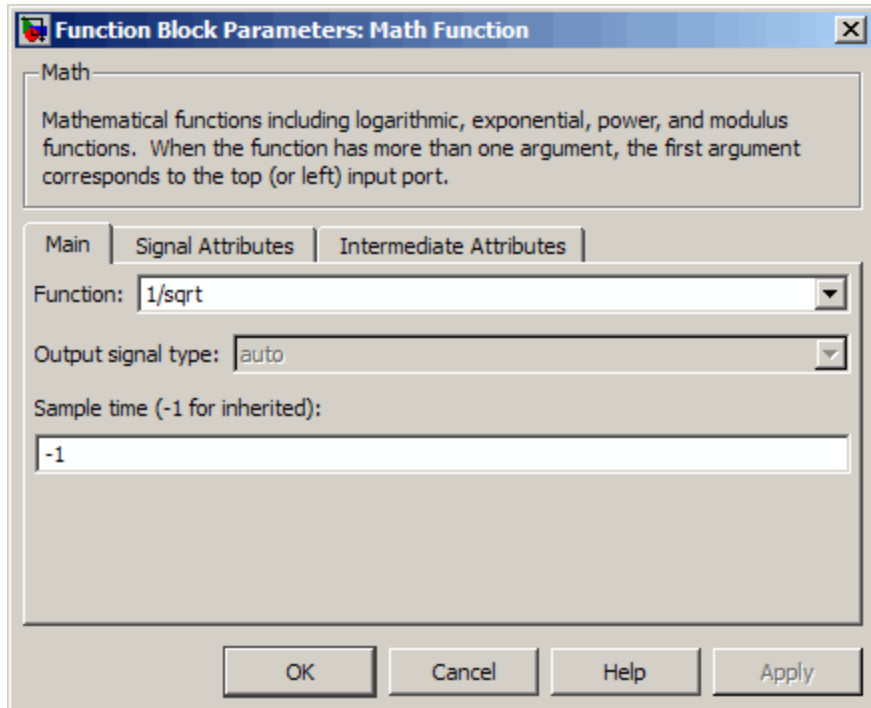 Function Block Parameters: Math Function
Math
Mathematical functions including logarithmic, exponential, power, and modulus
functions.  When the function has more than one argument, the first argument
corresponds to the top (or left) input port.
Main Signal Attributes Intermediate Attributes
Function: 1/sqrt
Output signal type: auto
Sample time (-1 for inherited):
-1
OK Cancel Help Apply